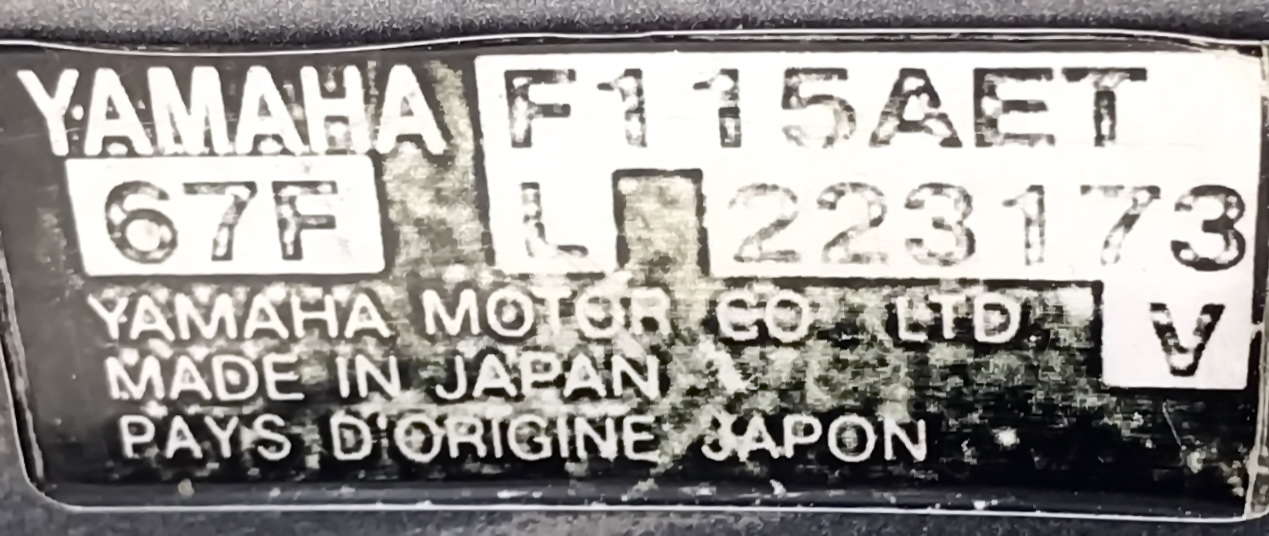 YAMAHA F115AET
67F L 223173
YAMAHA MOTOR CO LTD V
MADE IN JAPAN
PAYS D'ORIGINE JAPON